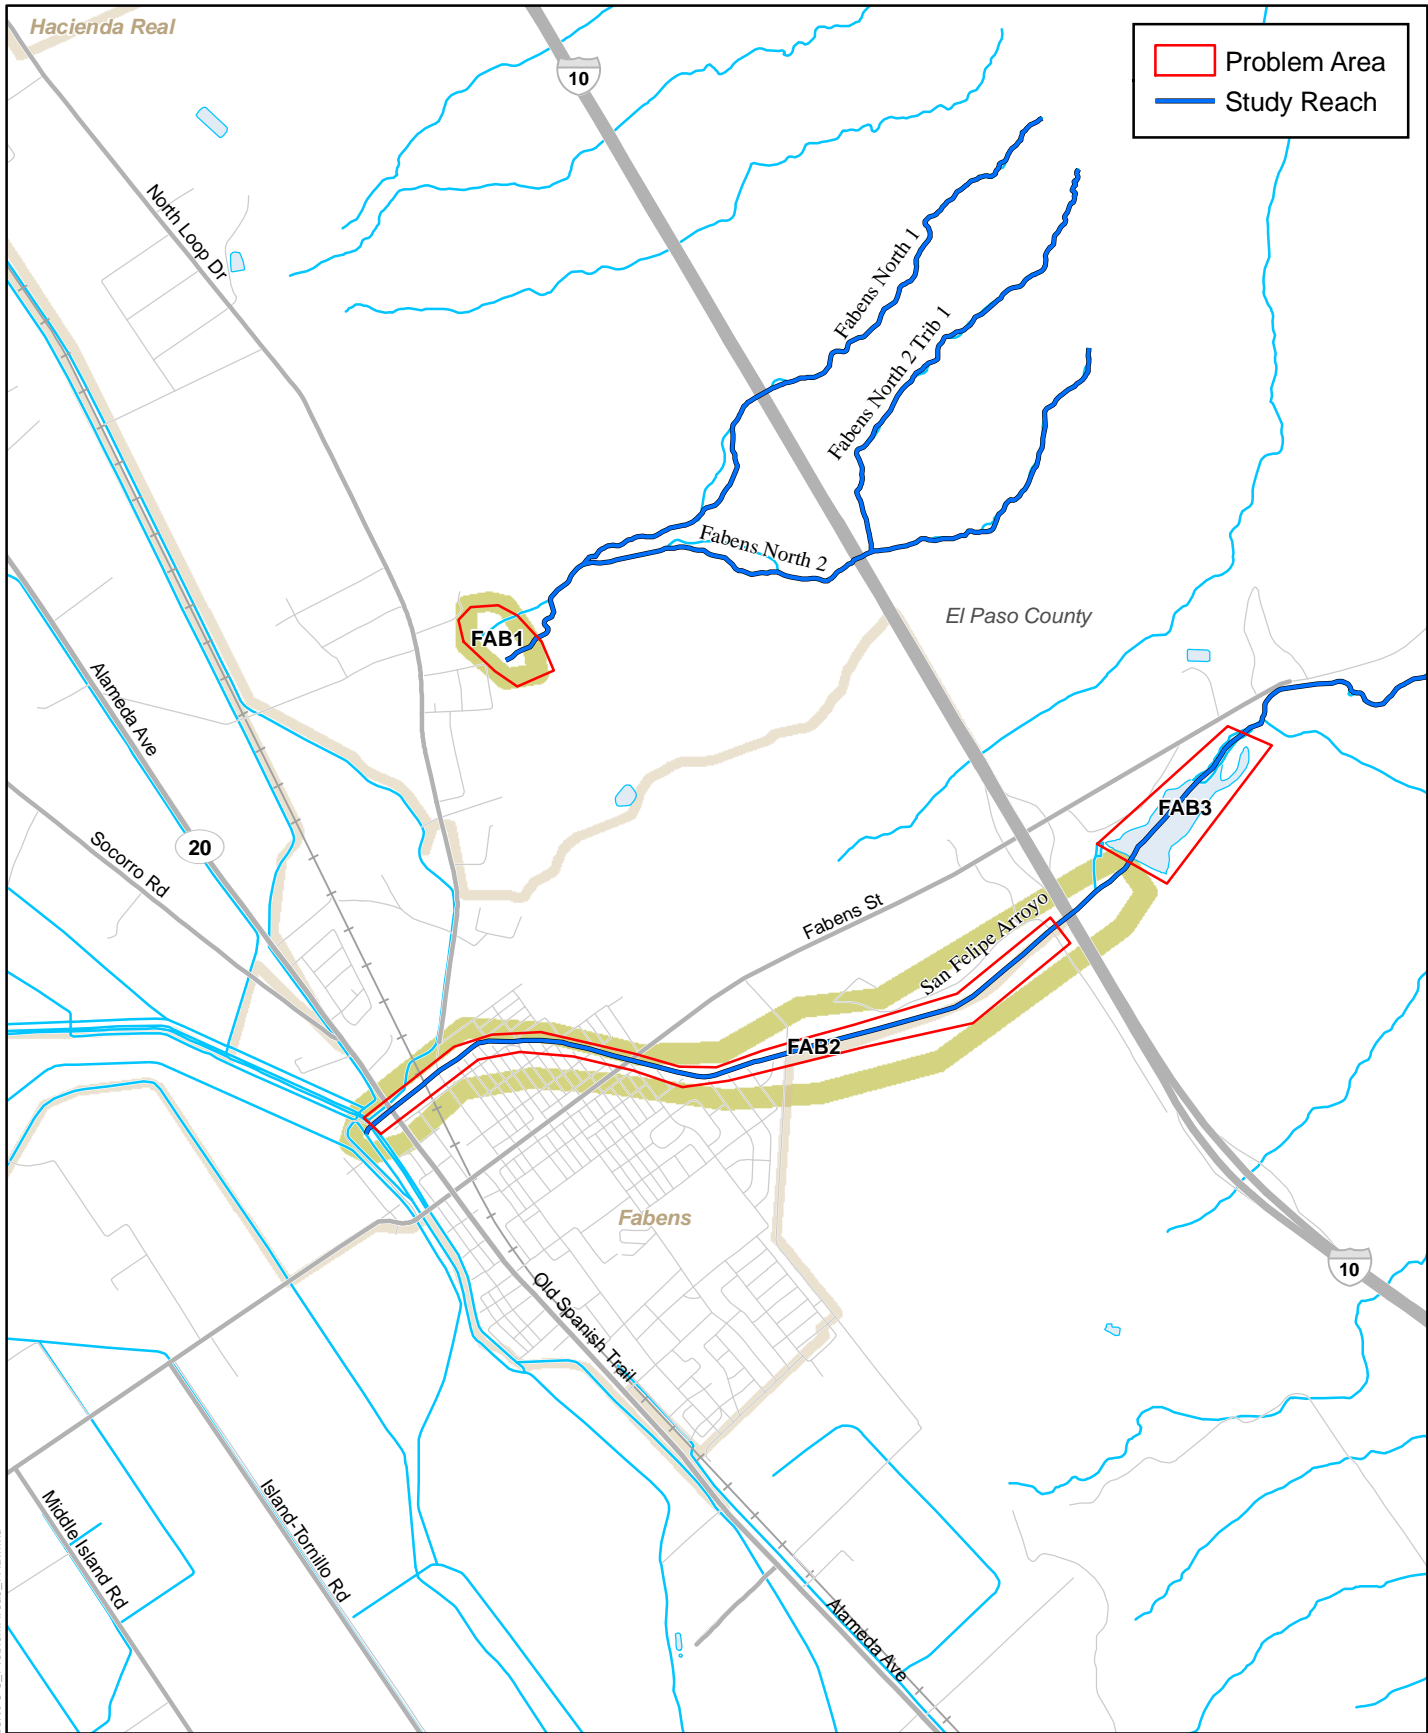 Hacienda Real
10
Problem Area
Study Reach
North Loop Dr
Fabens North 1
Fabens North 2 Trib 1
Fabens North 2
El Paso County
FAB1
Alameda Ave
FAB3
20
Socorro Rd
Fabens St
San Felipe Arroyo
FAB2
Fabens
10
Old Spanish Trail
Island-Tornillo Rd
Middle Island Rd
Alameda Ave